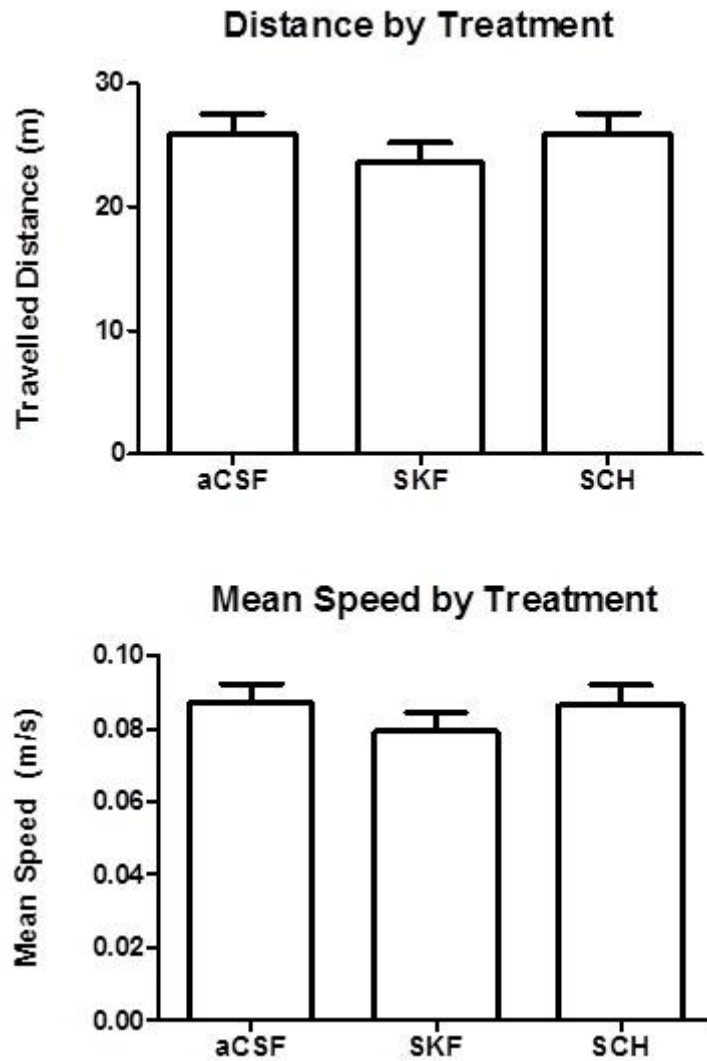 Distance by Treatment
Travelled Distance (m)
30
20
10
0
aCSF SKF SCH
Mean Speed by Treatment
Mean Speed (m/s)
0.10
0.08
0.06
0.04
0.02
0.00
aCSF SKF SCH